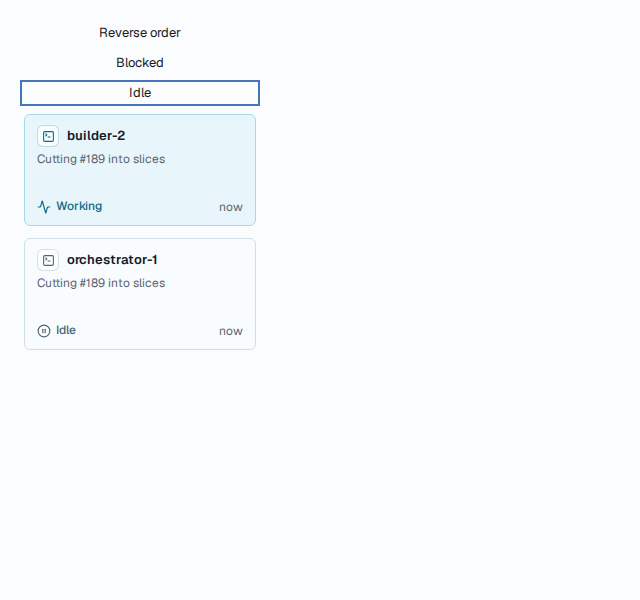 Reverse order
Blocked
Idle
builder-2
Cutting #189 into slices
Working now
orchestrator-1
Cutting #189 into slices
Idle now